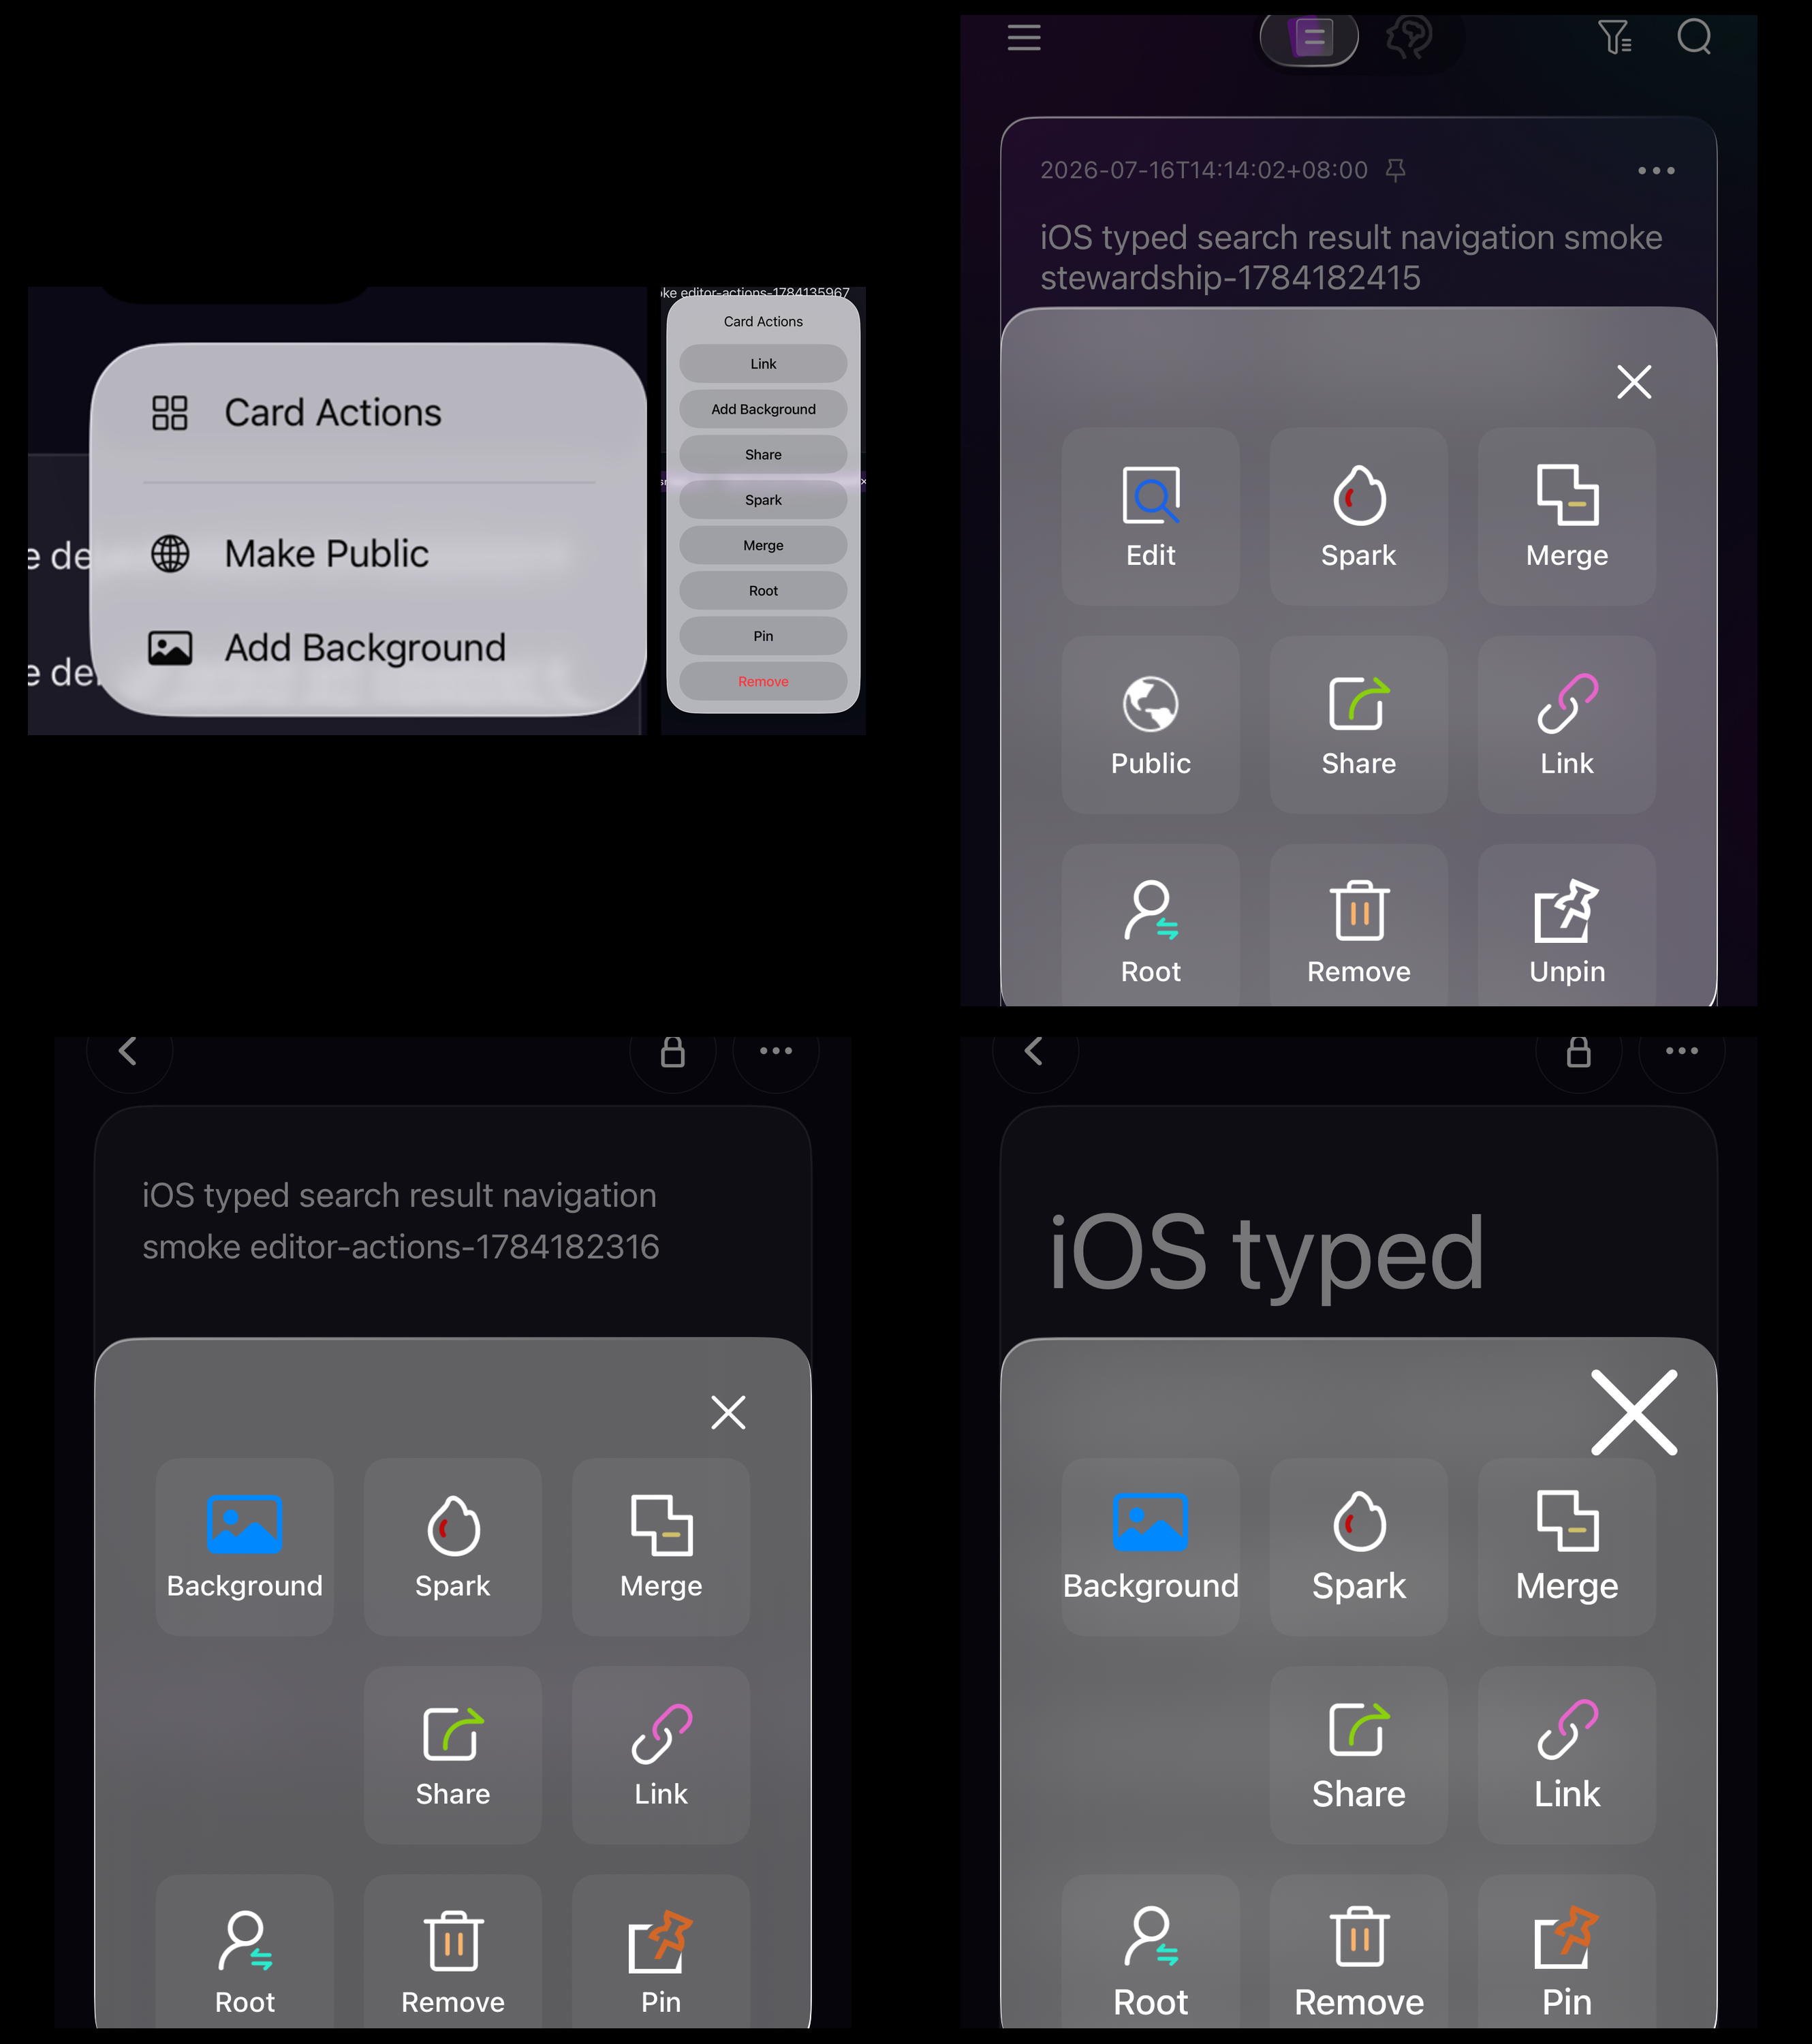 Card Actions
Make Public
Add Background
e de
e de
ke editor-actions-1784135967
Card Actions
Link
Add Background
Share
Spark
Merge
Root
Pin
Remove
2026-07-16T14:14:02+08:00
iOS typed search result navigation smoke
stewardship-1784182415
Edit Spark Merge
Public Share Link
Root Remove Unpin
iOS typed search result navigation
smoke editor-actions-1784182316
Background Spark Merge
Share Link
Root Remove Pin
iOS typed
Background Spark Merge
Share Link
Root Remove Pin